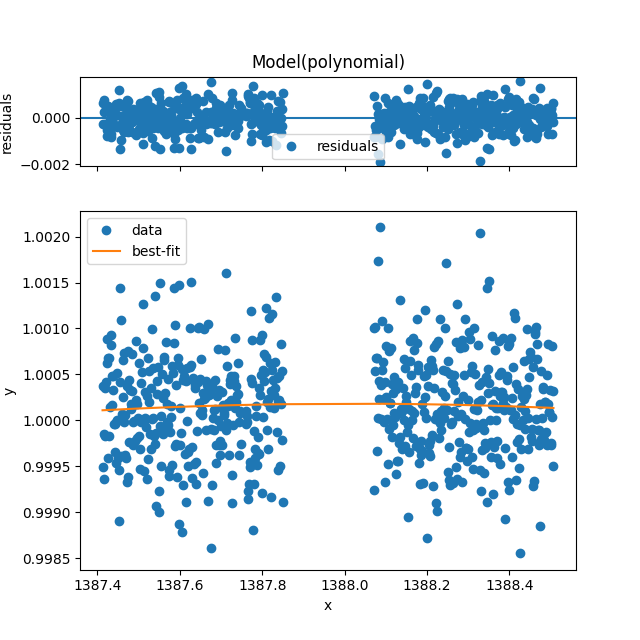 Model(polynomial)
residuals
0.000
−0.002
residuals
y
1.0020
1.0015
1.0010
1.0005
1.0000
0.9995
0.9990
0.9985
data
best-fit
1387.4 1387.6 1387.8 1388.0 1388.2 1388.4
x